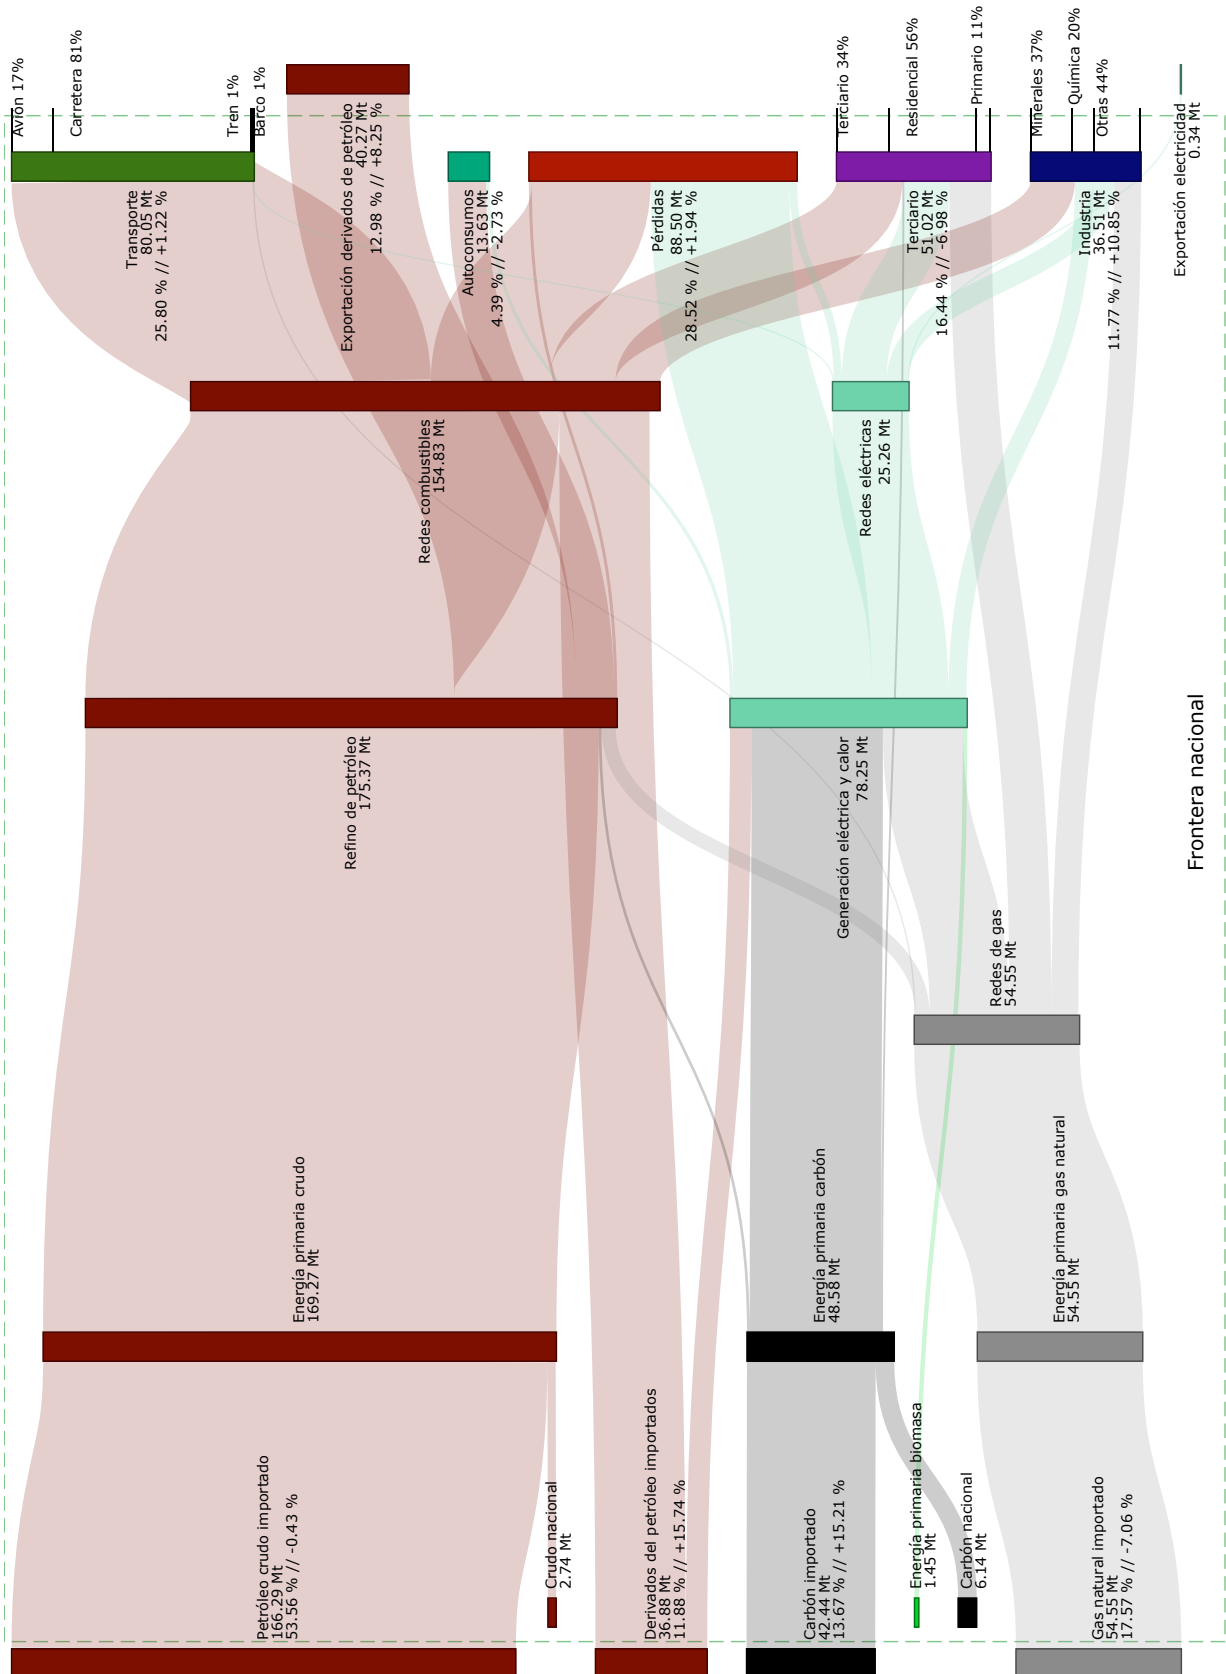 Petróleo crudo importado
166.29 Mt
53.56 % // -0.43 %
Crudo nacional
2.74 Mt
Derivados del petróleo importados
36.88 Mt
11.88 % // +15.74 %
Carbón importado
42.44 Mt
13.67 % // +15.21 %
Energía primaria biomasa
1.45 Mt
Carbón nacional
6.14 Mt
Gas natural importado
54.55 Mt
17.57 % // -7.06 %
Energía primaria crudo
169.27 Mt
Energía primaria carbón
48.58 Mt
Energía primaria gas natural
54.55 Mt
Redes de gas
54.55 Mt
Refino de petróleo
175.37 Mt
Generación eléctrica y calor
78.25 Mt
Redes combustibles
154.83 Mt
Redes eléctricas
25.26 Mt
Transporte
80.05 Mt
25.80 % // +1.22 %
Exportación derivados de petróleo
40.27 Mt
12.98 % // +8.25 %
Autoconsumos
13.63 Mt
4.39 % // -2.73 %
Pérdidas
88.50 Mt
28.52 % // +1.94 %
Terciario
51.02 Mt
16.44 % // -6.98 %
Industria
36.51 Mt
11.77 % // +10.85 %
Exportación electricidad
0.34 Mt
Avión 17%
Carretera 81%
Tren 1%
Barco 1%
Terciario 34%
Residencial 56%
Primario 11%
Minerales 37%
Química 20%
Otras 44%
Frontera nacional